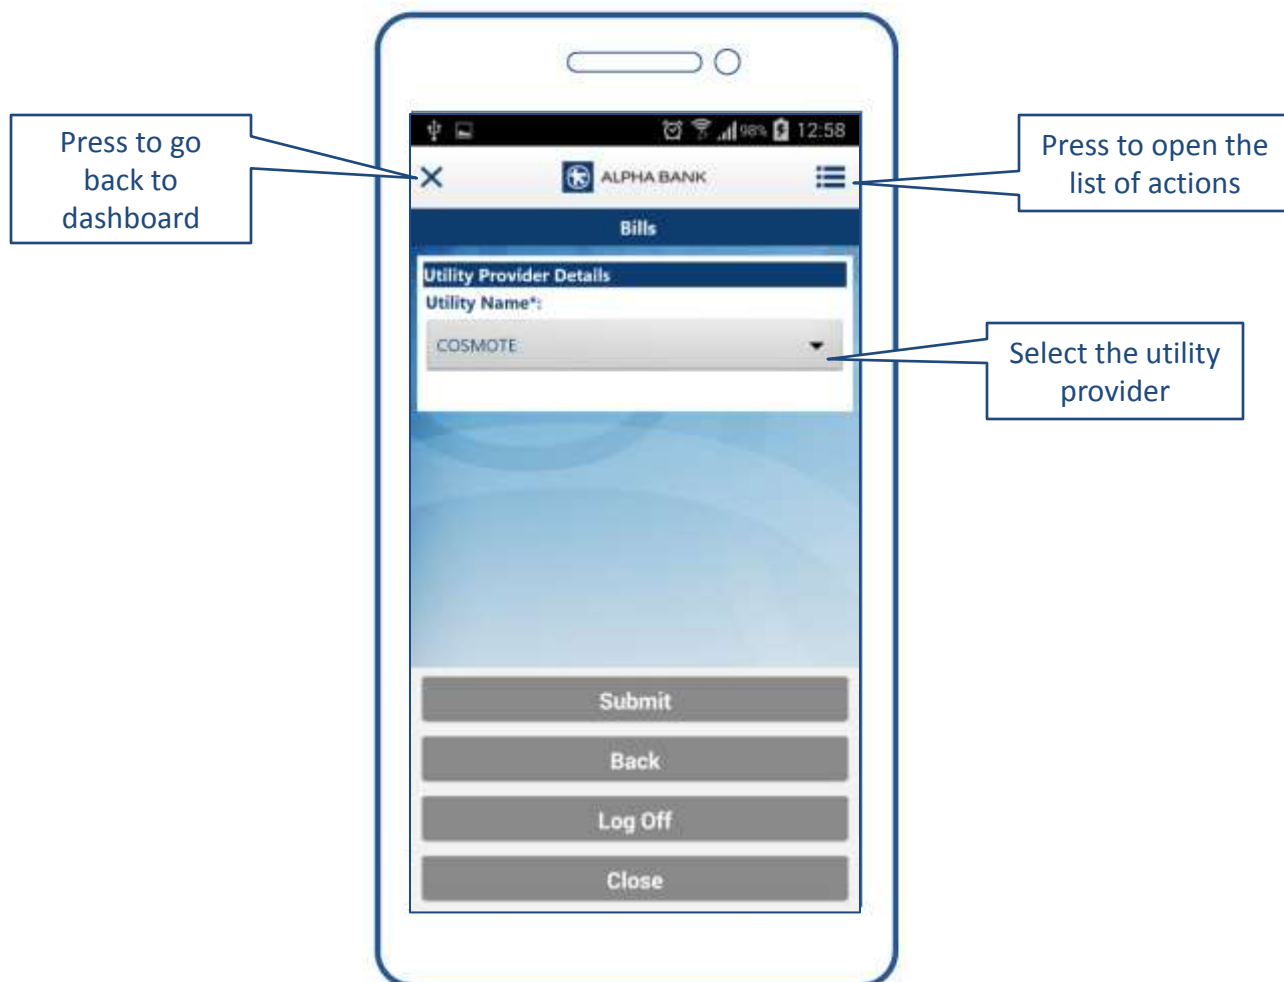 98% 12:58
Press to go
back to
dashboard
ALPHA BANK
Press to open the
list of actions
Bills
Utility Provider Details
Utility Name*:
COSMOTE
Select the utility
provider
Submit
Back
Log Off
Close